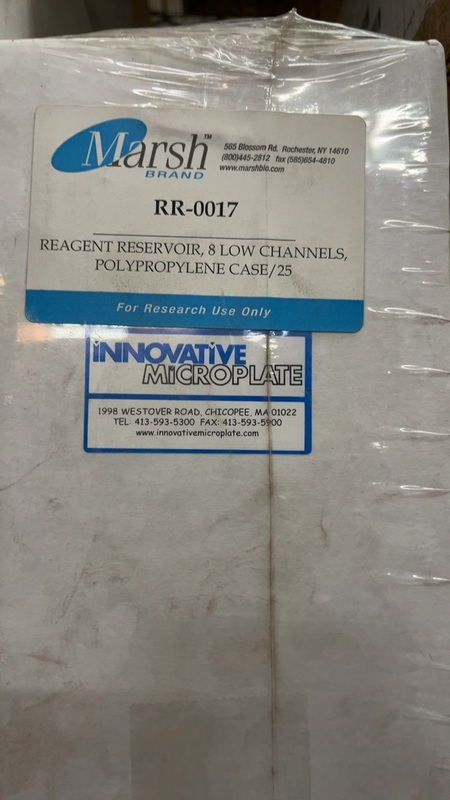 Marsh™
BRAND
565 Blossom Rd. Rochester, NY 14610
(800)445-2812 fax (585)654-4810
www.marshbio.com
RR-0017
REAGENT RESERVOIR, 8 LOW CHANNELS,
POLYPROPYLENE CASE/25
For Research Use Only
INNOVATIVE
MICROPLATE
1998 WESTOVER ROAD, CHICOPEE, MA 01022
TEL: 413-593-5300 FAX: 413-593-5900
www.innovativemicroplate.com